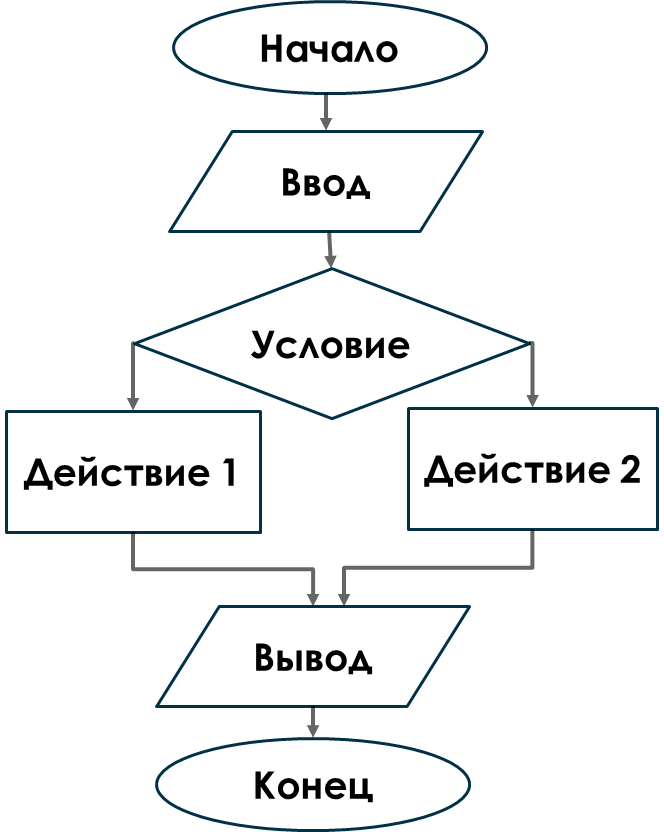 Начало
Ввод
Условие
Действие 1
Действие 2
Вывод
Конец